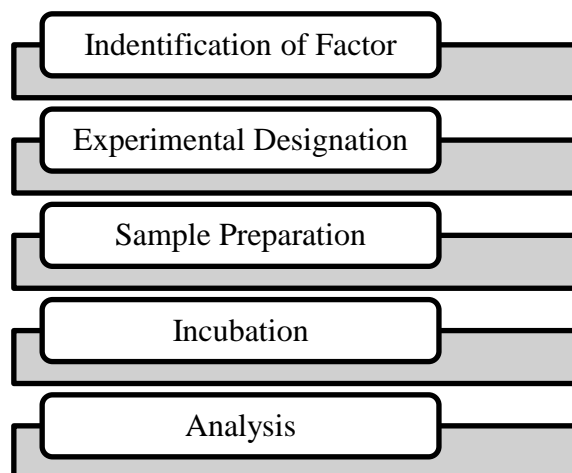 Indentification of Factor
Experimental Designation
Sample Preparation
Incubation
Analysis